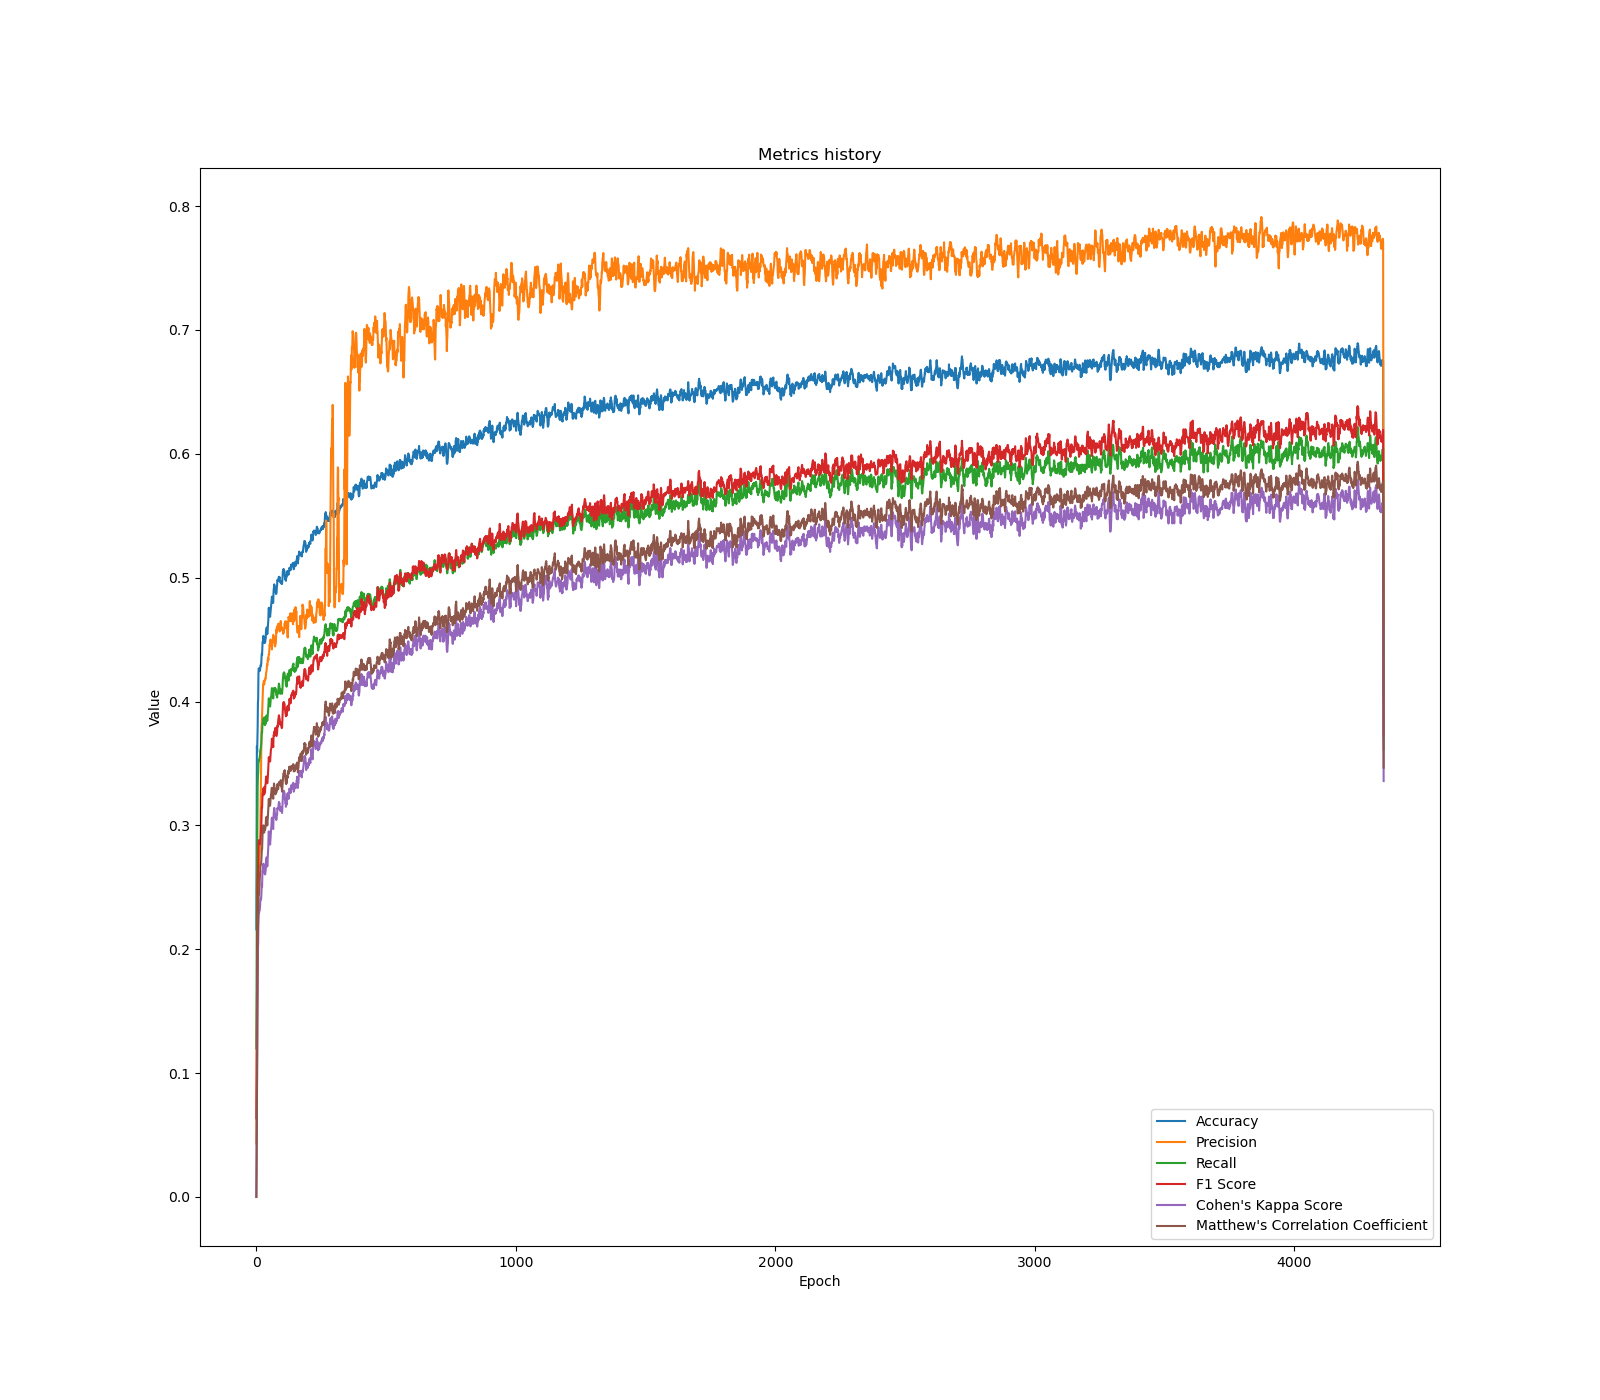 Metrics history
0.8
0.7
0.6
0.5
0.4
0.3
0.2
0.1
0.0
Value
0 1000 2000 3000 4000
Epoch
Accuracy
Precision
Recall
F1 Score
Cohen's Kappa Score
Matthew's Correlation Coefficient